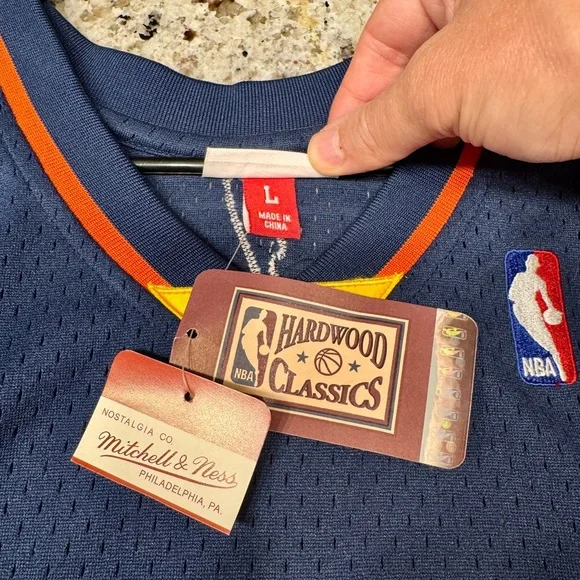 L
MADE IN
CHINA
HARDWOOD
CLASSICS
NBA
NBA
NOSTALGIA CO.
Mitchell & Ness
PHILADELPHIA, PA.